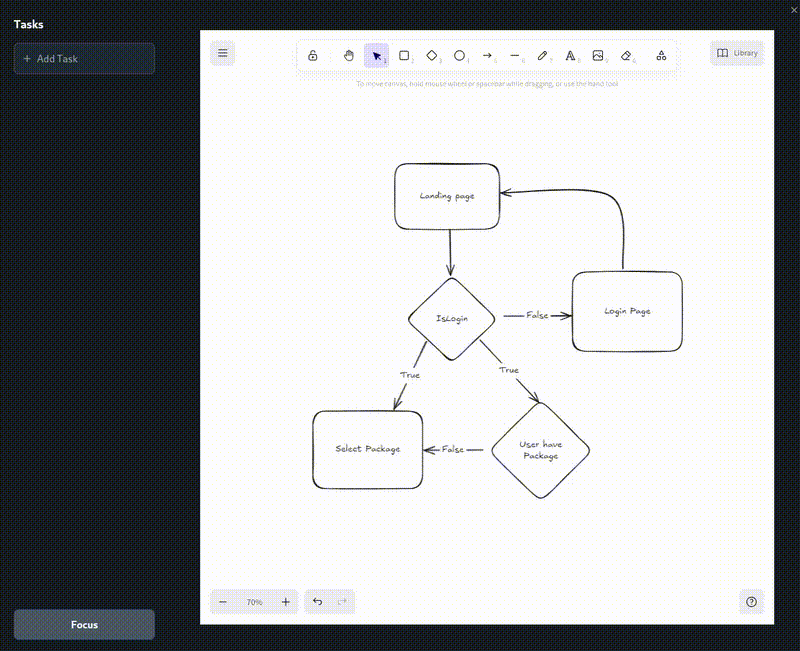 Tasks
+ Add Task
Library
To move canvas, hold mouse wheel or spacebar while dragging, or use the hand tool
Landing page
IsLogin
False
Login Page
True
True
Select Package
False
User have
Package
70%
Focus